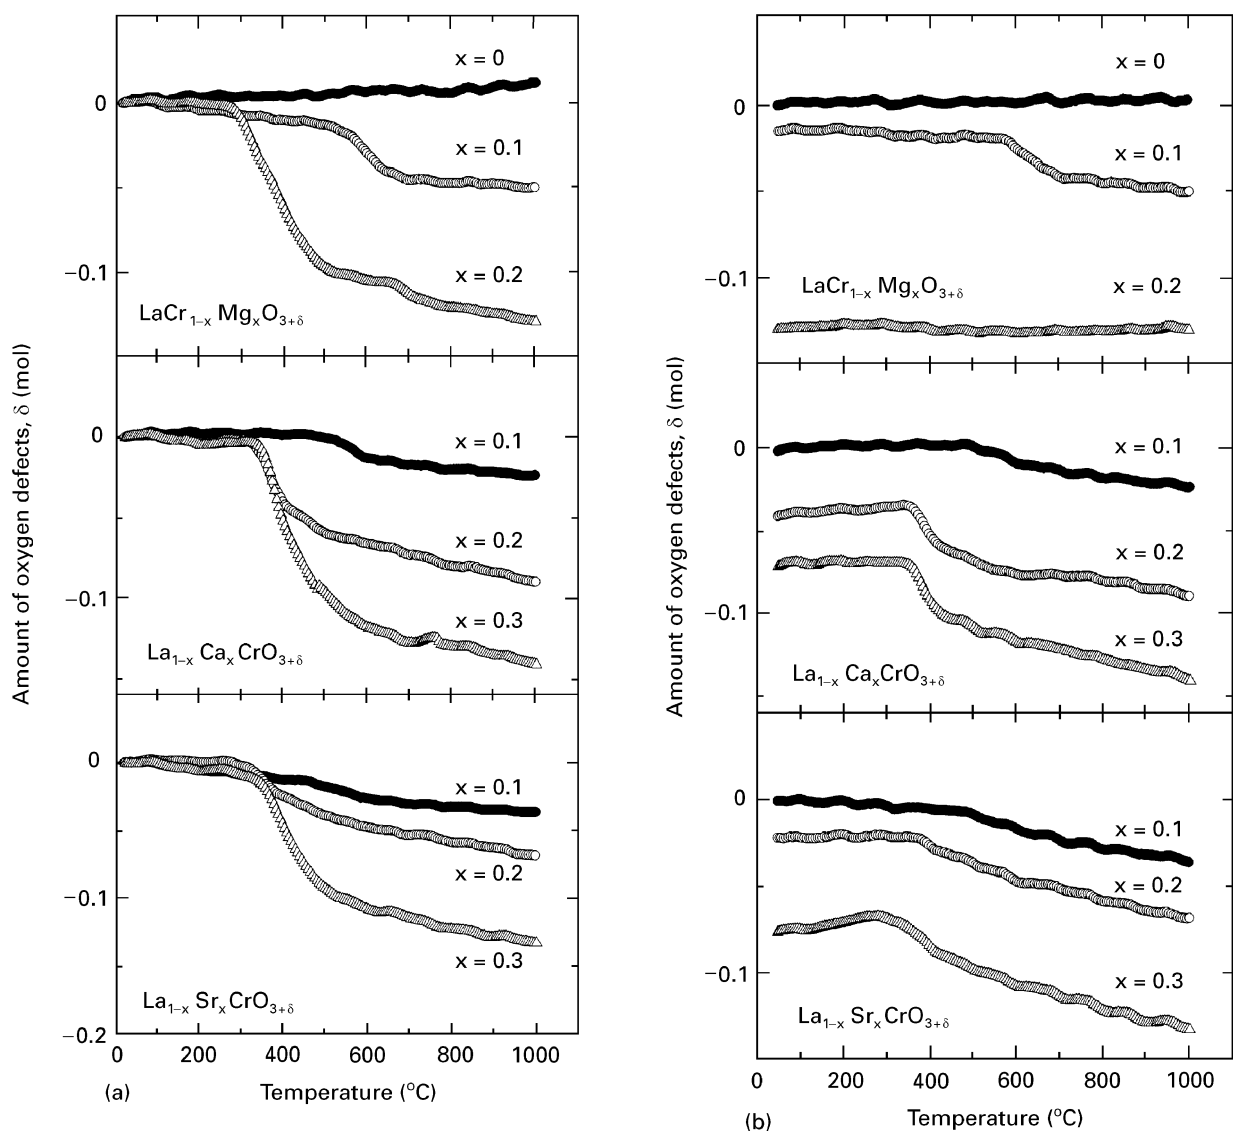 Amount of oxygen defects, δ (mol)
0
−0.1
x = 0
x = 0.1
x = 0.2
LaCr1−x MgxO3+δ
0
−0.1
x = 0.1
x = 0.2
x = 0.3
La1−x CaxCrO3+δ
0
−0.1
−0.2
x = 0.1
x = 0.2
x = 0.3
La1−x SrxCrO3+δ
0 200 400 600 800 1000
(a) Temperature (oC)
Amount of oxygen defects, δ (mol)
0
−0.1
x = 0
x = 0.1
LaCr1−x MgxO3+δ x = 0.2
0
−0.1
x = 0.1
x = 0.2
x = 0.3
La1−x CaxCrO3+δ
0
−0.1
x = 0.1
x = 0.2
x = 0.3
La1−x SrxCrO3+δ
0 200 400 600 800 1000
(b) Temperature (oC)